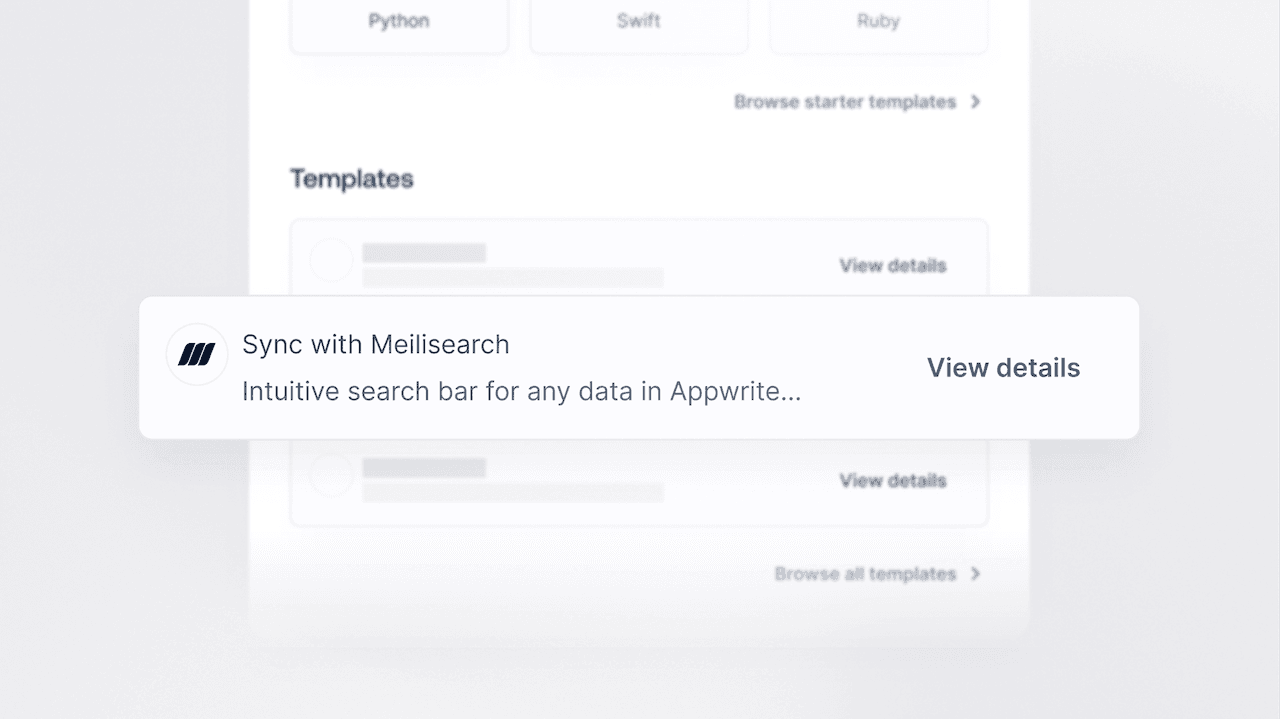 Python
Swift
Ruby
Browse starter templates
Templates
View details
Sync with Meilisearch
Intuitive search bar for any data in Appwrite...
View details
View details
Browse all templates